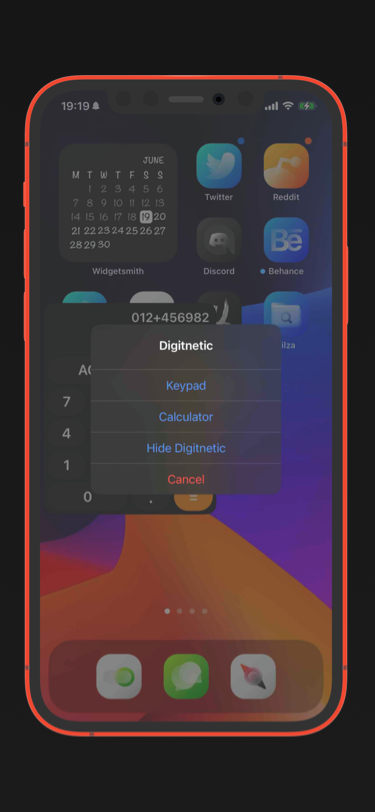 19:19
JUNE
M T W T F S S
1 2 3 4 5 6
7 8 9 10 11 12 13
14 15 16 17 18 19 20
21 22 23 24 25 26 27
28 29 30
Widgetsmith
Twitter
Reddit
Discord
Bē
Behance
ilza
012+456982
Digitnetic
Keypad
Calculator
Hide Digitnetic
Cancel
7
4
1
0 . =